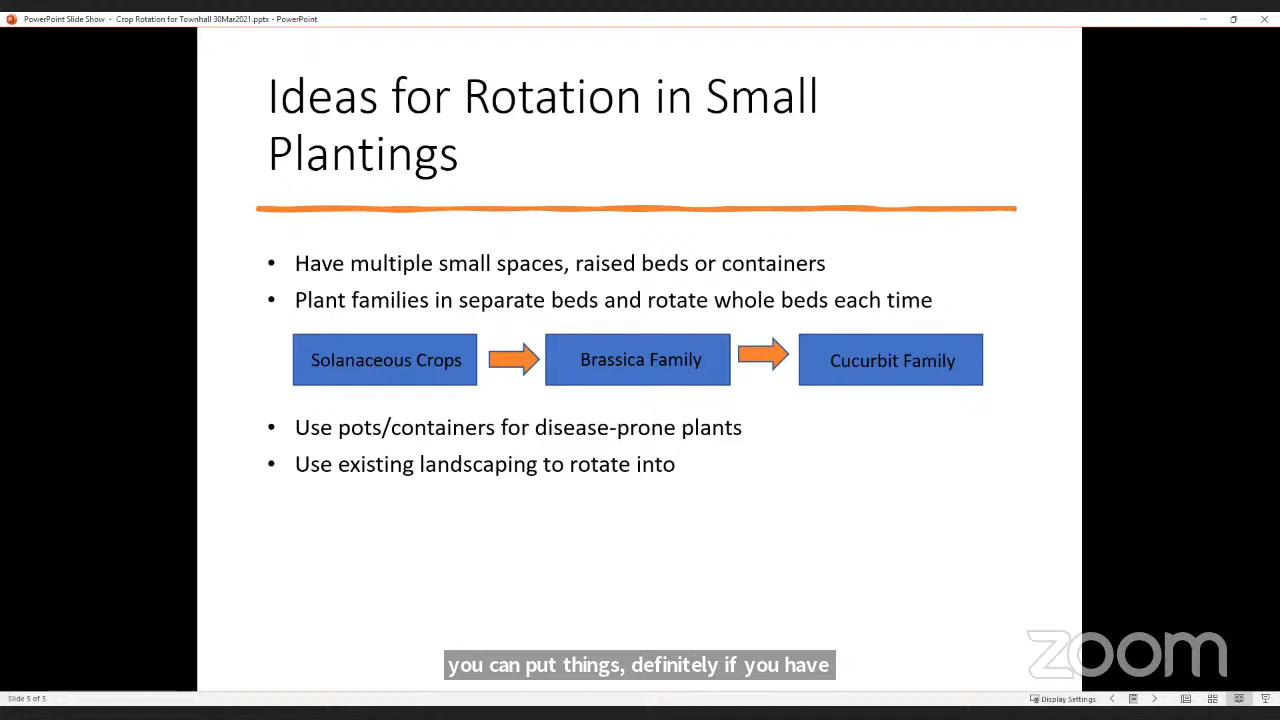 PowerPoint Slide Show - Crop Rotation for Townhall 30Mar2021.pptx - PowerPoint
Ideas for Rotation in Small
Plantings
• Have multiple small spaces, raised beds or containers
• Plant families in separate beds and rotate whole beds each time
Solanaceous Crops
Brassica Family
Cucurbit Family
• Use pots/containers for disease-prone plants
• Use existing landscaping to rotate into
you can put things, definitely if you have
zoom
Slide 5 of 5
Display Settings